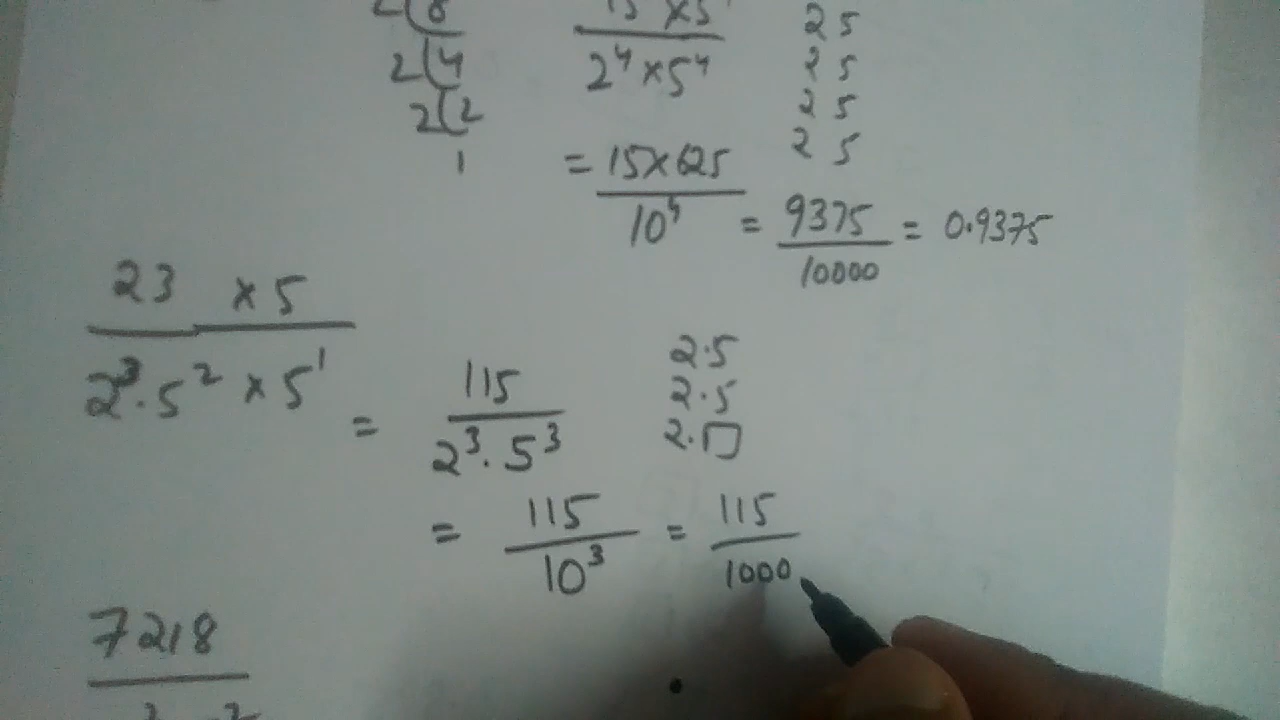 2(8
2(4
2(2
1
15 × 5
2⁴ × 5⁴
2 5
2 5
2 5
2 5
= 15 × 625 / 10⁴ = 9375 / 10000 = 0.9375
23 × 5 / 2³ · 5² × 5¹ = 115 / 2³ · 5³
2·5
2·5
2·□
= 115 / 10³ = 115 / 1000
7218